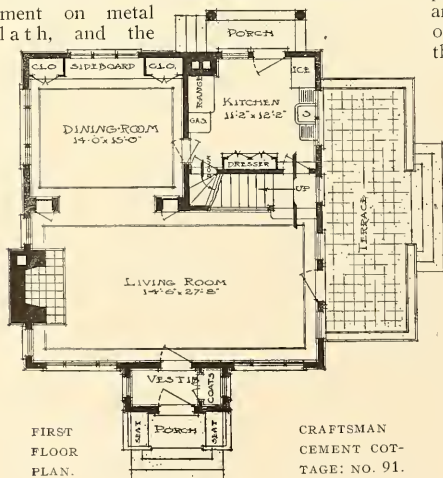 ment on metal
lath, and the
PORCH
CLO.
SIDEBOARD
CLO.
RANGE
GAS
KITCHEN
11'-2" x 12'-2"
ICE
S
DINING-ROOM
14'-0" x 15'-0"
DOWN
DRESSER
UP
TERRACE
LIVING ROOM
14'-6" x 27'-8"
VESTIB
COATS
SEAT
PORCH
SEAT
FIRST
FLOOR
PLAN.
CRAFTSMAN
CEMENT COT-
TAGE: NO. 91.